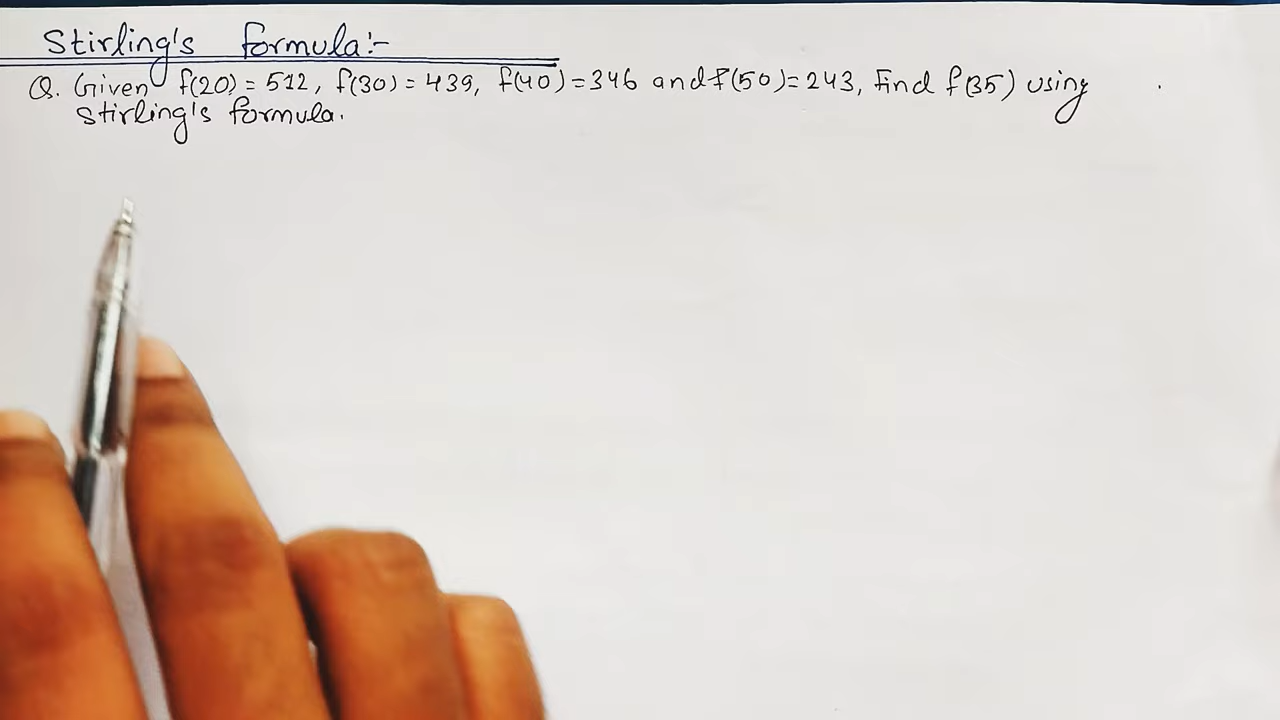 Stirling's formula:-
Q. Given f(20) = 512, f(30) = 439, f(40) = 346 and f(50) = 243, Find f(35) using
Stirling's formula.